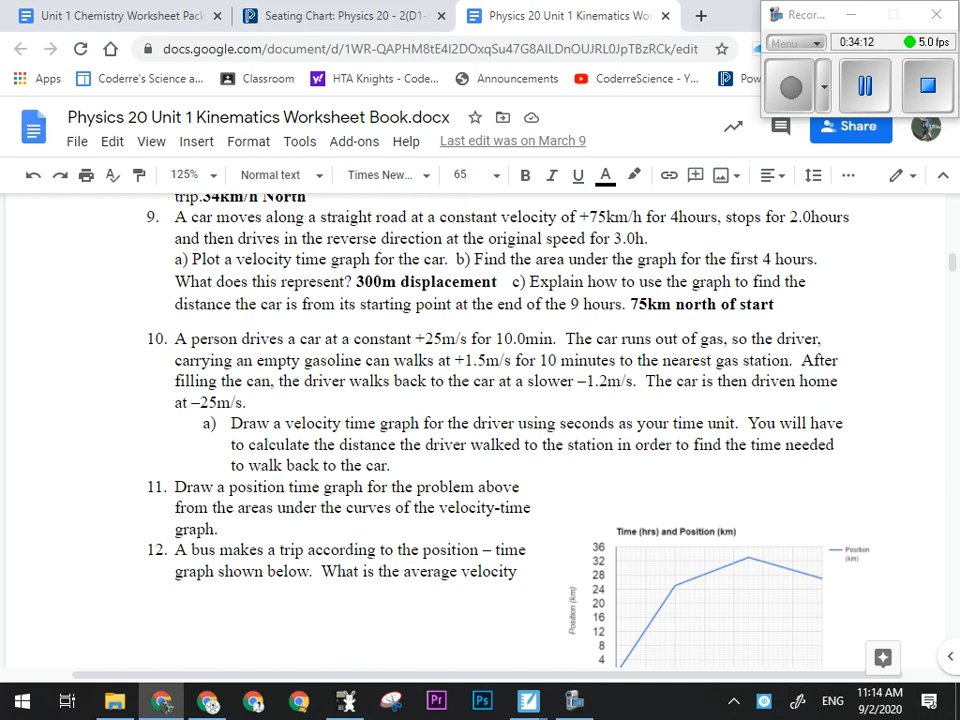 Unit 1 Chemistry Worksheet Pack
Seating Chart: Physics 20 - 2(D1-
Physics 20 Unit 1 Kinematics Wor
Recor...
Menu
0:34:12
5.0 fps
docs.google.com/document/d/1WR-QAPHM8tE4I2DOxqSu47G8AILDnOUJRL0JpTBzRCk/edit
Apps
Coderre's Science a...
Classroom
HTA Knights - Code...
Announcements
CoderreScience - Y...
Pow
Physics 20 Unit 1 Kinematics Worksheet Book.docx
File Edit View Insert Format Tools Add-ons Help Last edit was on March 9
Share
125% Normal text Times New... 65 B I U A
trip.34km/h North
9. A car moves along a straight road at a constant velocity of +75km/h for 4hours, stops for 2.0hours
and then drives in the reverse direction at the original speed for 3.0h.
a) Plot a velocity time graph for the car. b) Find the area under the graph for the first 4 hours.
What does this represent? 300m displacement c) Explain how to use the graph to find the
distance the car is from its starting point at the end of the 9 hours. 75km north of start
10. A person drives a car at a constant +25m/s for 10.0min. The car runs out of gas, so the driver,
carrying an empty gasoline can walks at +1.5m/s for 10 minutes to the nearest gas station. After
filling the can, the driver walks back to the car at a slower –1.2m/s. The car is then driven home
at –25m/s.
a) Draw a velocity time graph for the driver using seconds as your time unit. You will have
to calculate the distance the driver walked to the station in order to find the time needed
to walk back to the car.
11. Draw a position time graph for the problem above
from the areas under the curves of the velocity-time
graph.
12. A bus makes a trip according to the position – time
graph shown below. What is the average velocity
Time (hrs) and Position (km)
36
32
28
24
20
16
12
8
4
Position (km)
Position
(km)
ENG
11:14 AM
9/2/2020